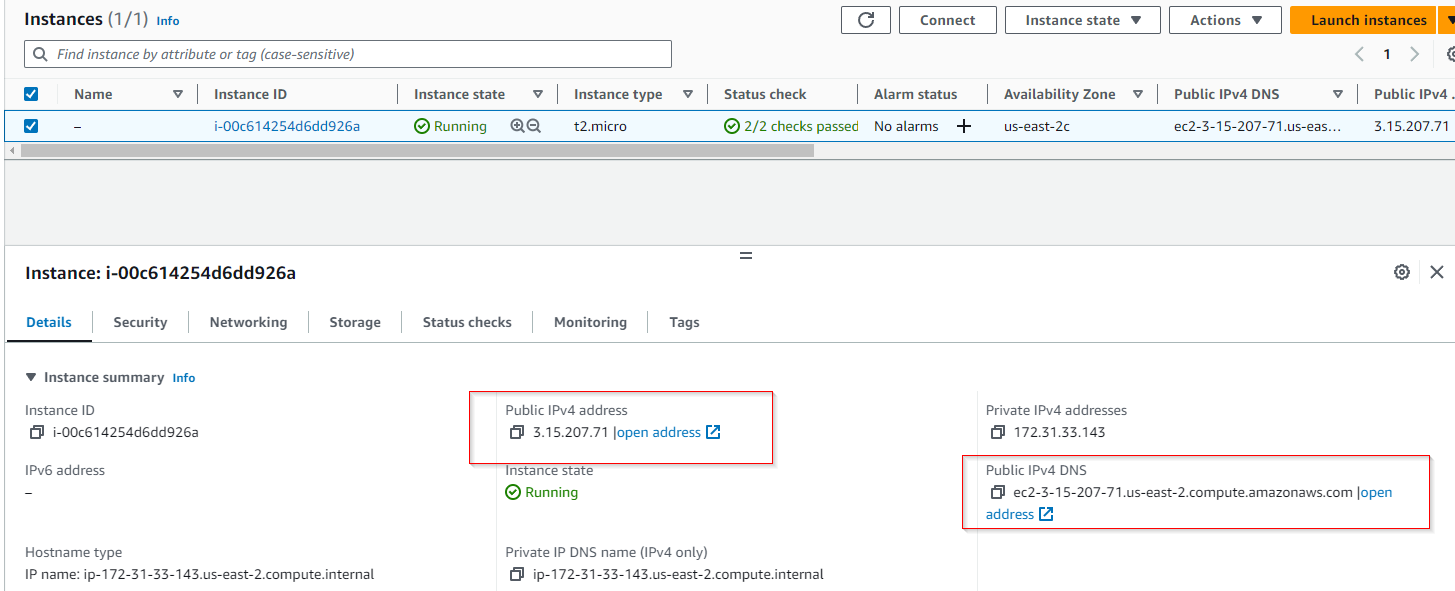 Instances (1/1) Info
Connect
Instance state
Actions
Launch instances
Find instance by attribute or tag (case-sensitive)
1
Name Instance ID Instance state Instance type Status check Alarm status Availability Zone Public IPv4 DNS Public IPv4 .
– i-00c614254d6dd926a Running t2.micro 2/2 checks passed No alarms + us-east-2c ec2-3-15-207-71.us-eas... 3.15.207.71
Instance: i-00c614254d6dd926a
Details Security Networking Storage Status checks Monitoring Tags
Instance summary Info
Instance ID
i-00c614254d6dd926a
Public IPv4 address
3.15.207.71 |open address
Private IPv4 addresses
172.31.33.143
IPv6 address
–
Instance state
Running
Public IPv4 DNS
ec2-3-15-207-71.us-east-2.compute.amazonaws.com |open
address
Hostname type
IP name: ip-172-31-33-143.us-east-2.compute.internal
Private IP DNS name (IPv4 only)
ip-172-31-33-143.us-east-2.compute.internal